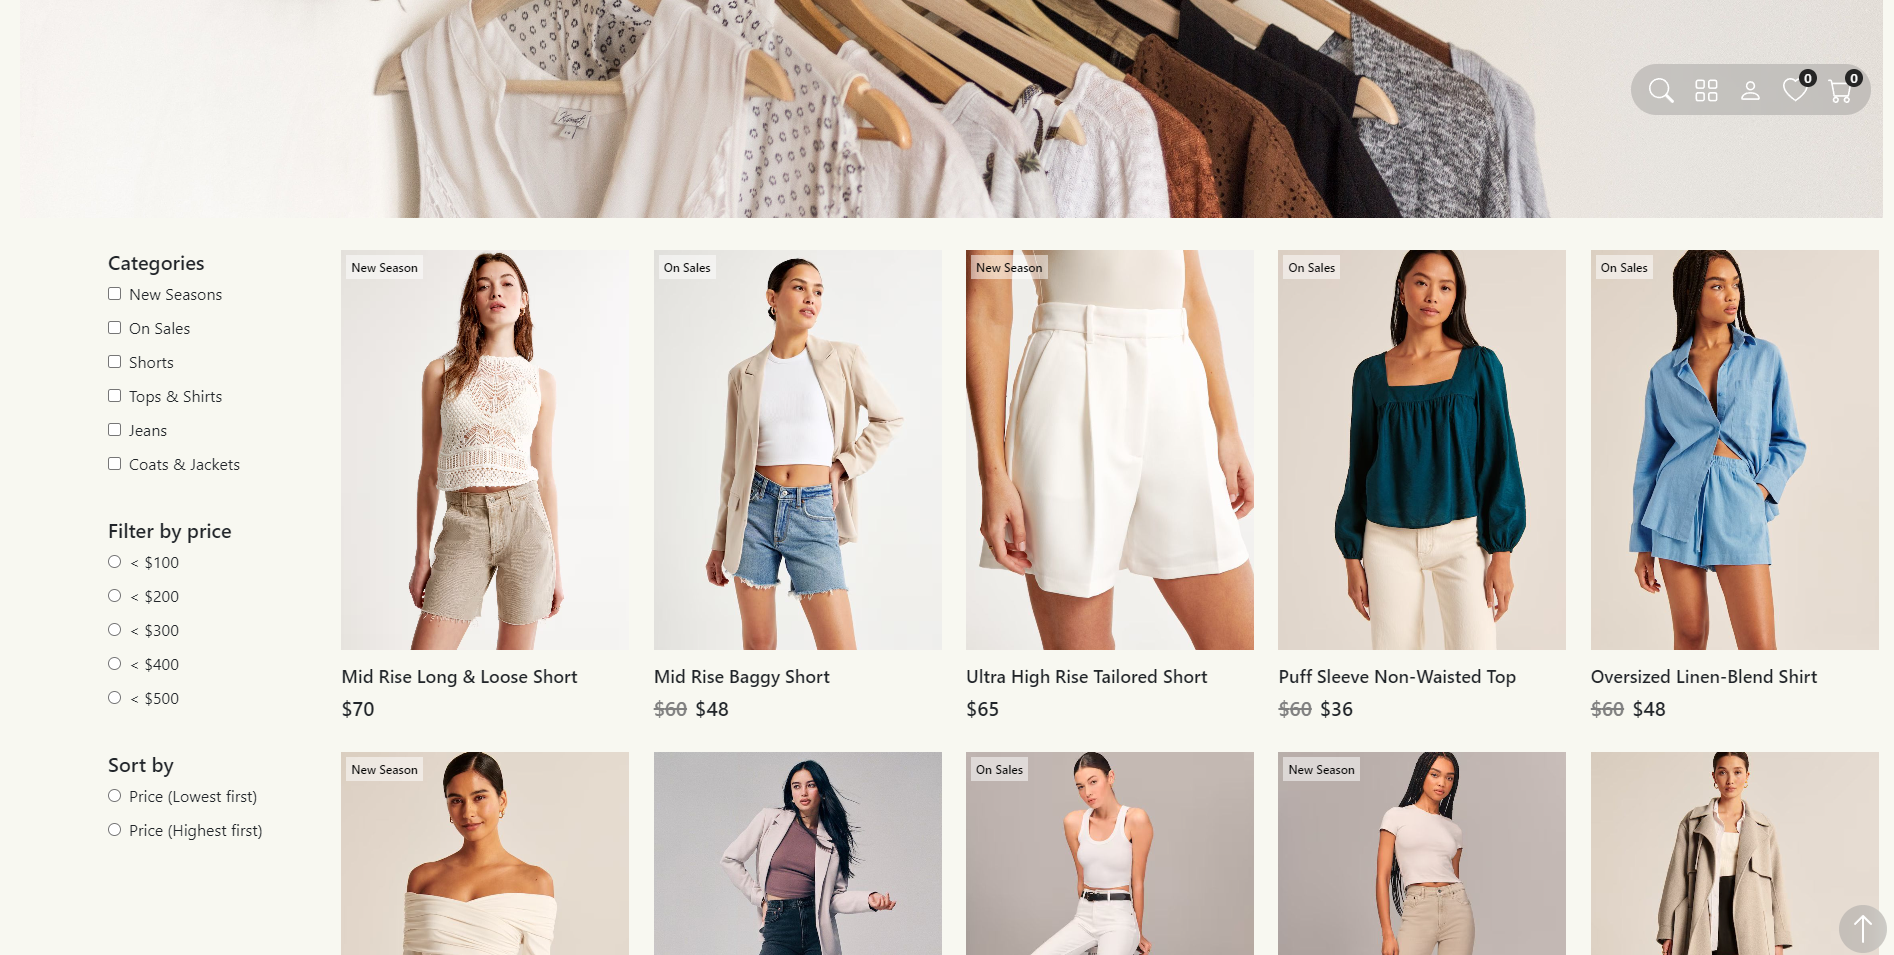 0
0
Categories
New Seasons
On Sales
Shorts
Tops & Shirts
Jeans
Coats & Jackets
Filter by price
< $100
< $200
< $300
< $400
< $500
Sort by
Price (Lowest first)
Price (Highest first)
New Season
Mid Rise Long & Loose Short
$70
On Sales
Mid Rise Baggy Short
$60 $48
New Season
Ultra High Rise Tailored Short
$65
On Sales
Puff Sleeve Non-Waisted Top
$60 $36
On Sales
Oversized Linen-Blend Shirt
$60 $48
New Season
On Sales
New Season